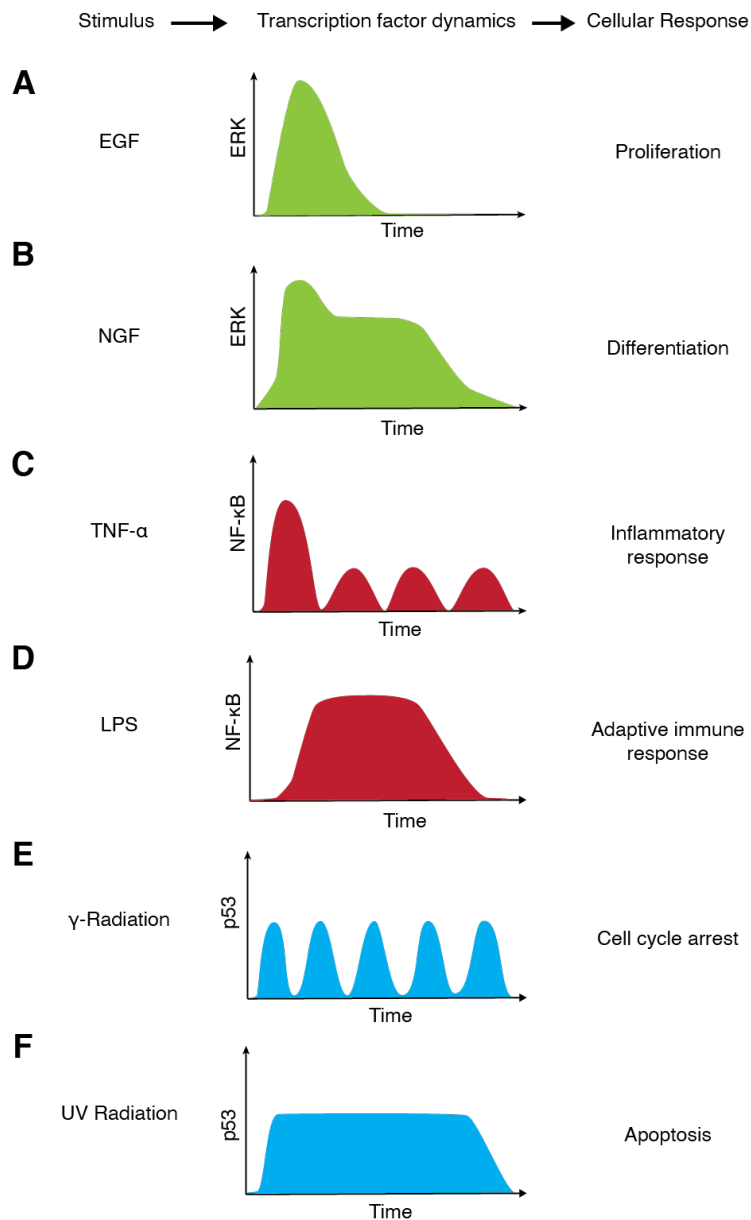 Stimulus → Transcription factor dynamics → Cellular Response
A
EGF
ERK
Time
Proliferation
B
NGF
ERK
Time
Differentiation
C
TNF-α
NF-κB
Time
Inflammatory
response
D
LPS
NF-κB
Time
Adaptive immune
response
E
γ-Radiation
p53
Time
Cell cycle arrest
F
UV Radiation
p53
Time
Apoptosis